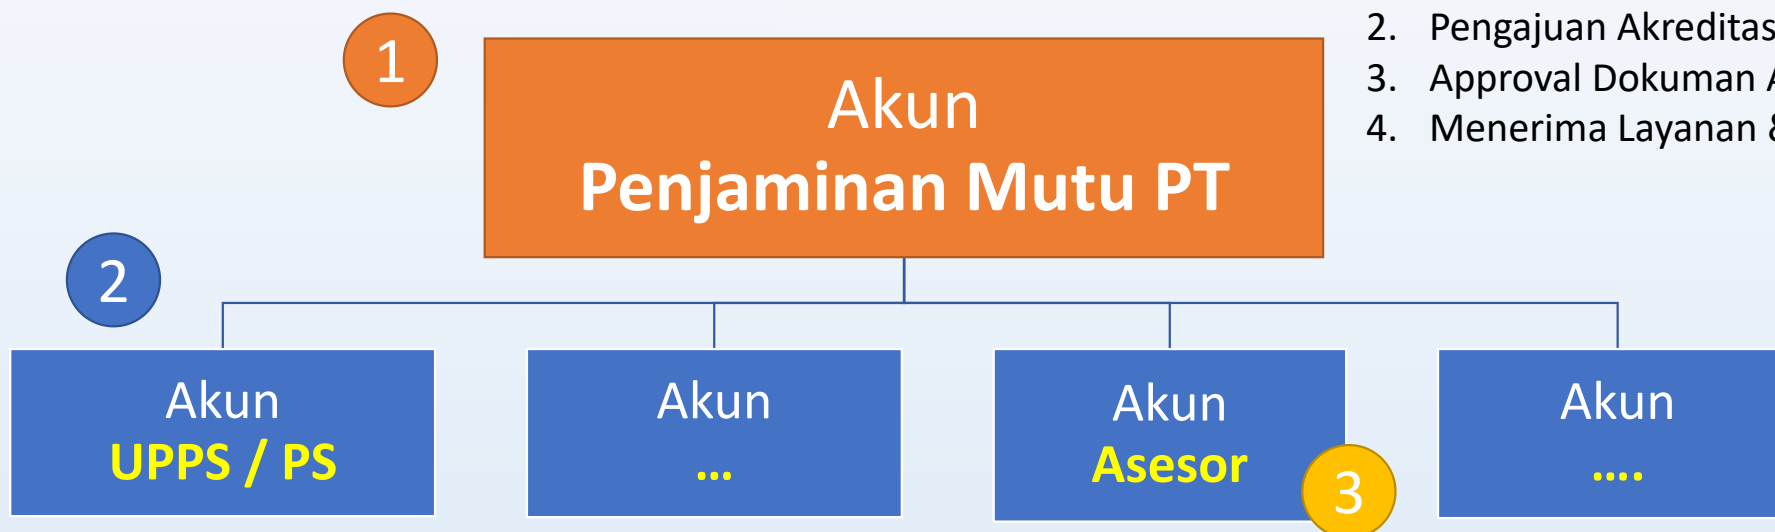 1
Akun
Penjaminan Mutu PT
2. Pengajuan Akreditas
3. Approval Dokuman
4. Menerima Layanan
2
Akun
UPPS / PS
Akun
...
Akun
Asesor
3
Akun
....